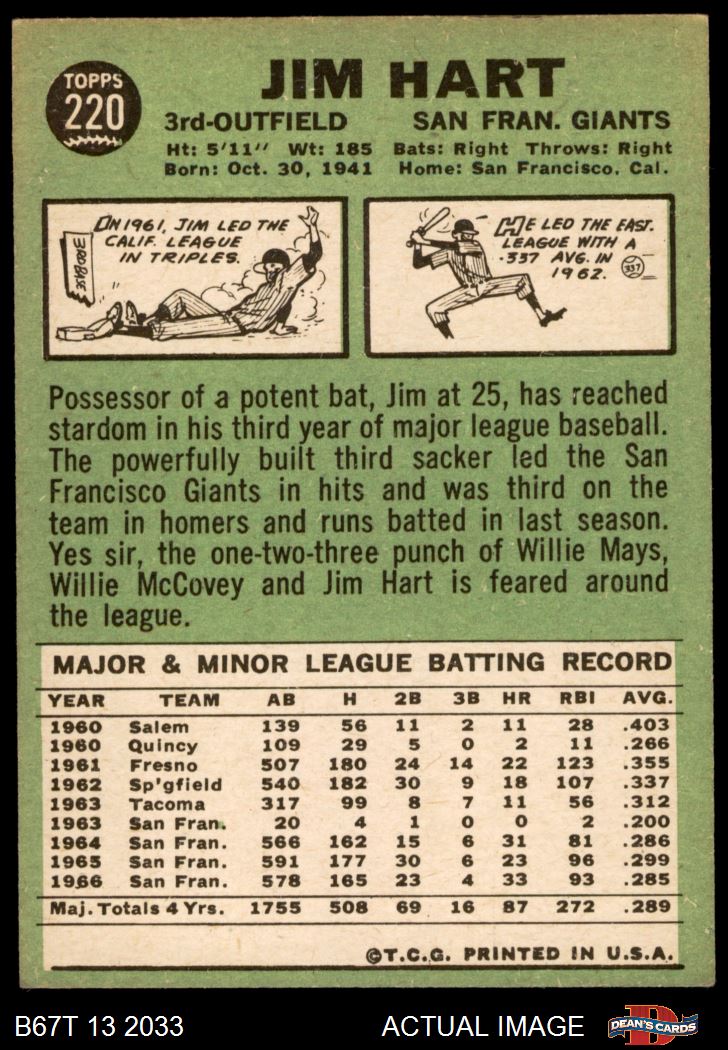 TOPPS
220
JIM HART
3rd-OUTFIELD SAN FRAN. GIANTS
Ht: 5'11" Wt: 185 Bats: Right Throws: Right
Born: Oct. 30, 1941 Home: San Francisco, Cal.
IN 1961, JIM LED THE
CALIF. LEAGUE
IN TRIPLES.
3RD BASE
HE LED THE EAST.
LEAGUE WITH A
.337 AVG. IN
1962.
337
Possessor of a potent bat, Jim at 25, has reached
stardom in his third year of major league baseball.
The powerfully built third sacker led the San
Francisco Giants in hits and was third on the
team in homers and runs batted in last season.
Yes sir, the one-two-three punch of Willie Mays,
Willie McCovey and Jim Hart is feared around
the league.
MAJOR & MINOR LEAGUE BATTING RECORD
YEAR TEAM AB H 2B 3B HR RBI AVG.
1960 Salem 139 56 11 2 11 28 .403
1960 Quincy 109 29 5 0 2 11 .266
1961 Fresno 507 180 24 14 22 123 .355
1962 Sp'gfield 540 182 30 9 18 107 .337
1963 Tacoma 317 99 8 7 11 56 .312
1963 San Fran. 20 4 1 0 0 2 .200
1964 San Fran. 566 162 15 6 31 81 .286
1965 San Fran. 591 177 30 6 23 96 .299
1966 San Fran. 578 165 23 4 33 93 .285
Maj. Totals 4 Yrs. 1755 508 69 16 87 272 .289
©T.C.G. PRINTED IN U.S.A.
B67T 13 2033 ACTUAL IMAGE
D
DEAN'S CARDS